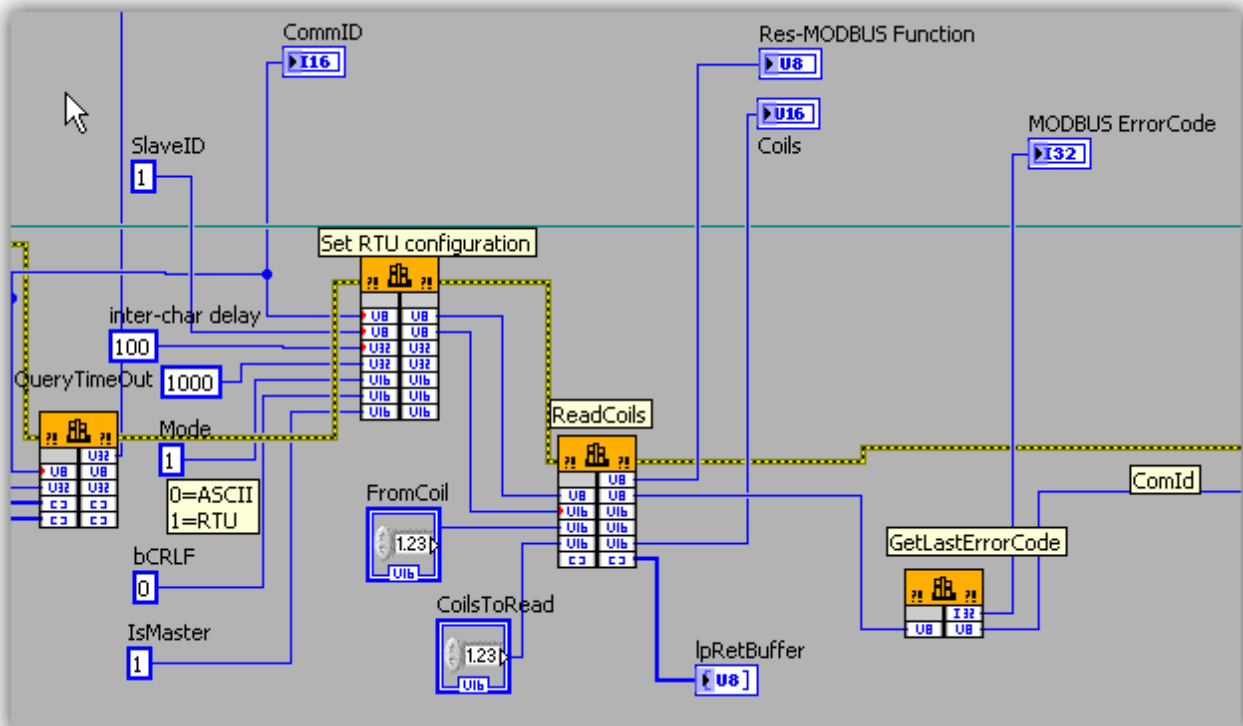 CommID
I16
Res-MODBUS Function
U8
U16
Coils
MODBUS ErrorCode
I32
SlaveID
1
Set RTU configuration
?! ?!
U8 U8
U8 U8
U32 U32
U32 U32
U16 U16
U16 U16
U16 U16
inter-char delay
100
QueryTimeOut 1000
?! ?!
U32
U8 U8
U32 U32
[] []
[] []
Mode
1
0=ASCII
1=RTU
bCRLF
0
IsMaster
1
ReadCoils
?! ?!
U8
U8 U8
U16 U16
U16 U16
U16 U16
[] []
FromCoil
1.23
U16
CoilsToRead
1.23
U16
ComId
GetLastErrorCode
?! ?!
I32
U8 U8
lpRetBuffer
[U8]